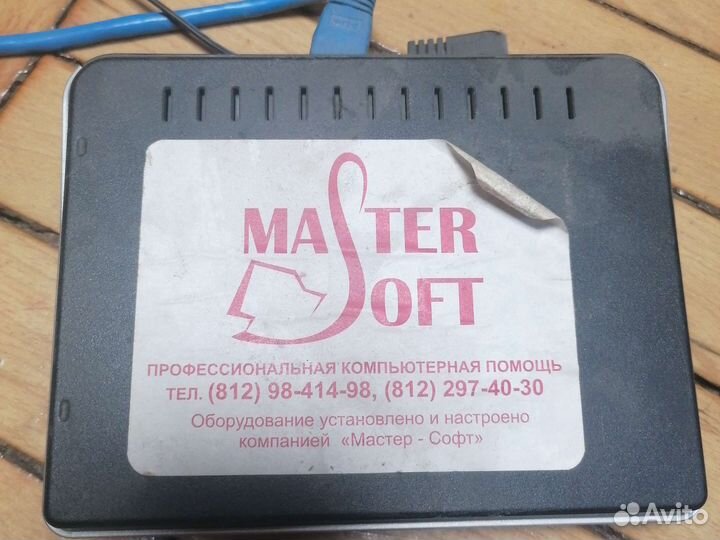 MASTER
SOFT
ПРОФЕССИОНАЛЬНАЯ КОМПЬЮТЕРНАЯ ПОМОЩЬ
ТЕЛ. (812) 98-414-98, (812) 297-40-30
Оборудование установлено и настроено
компанией «Мастер - Софт»
Avito